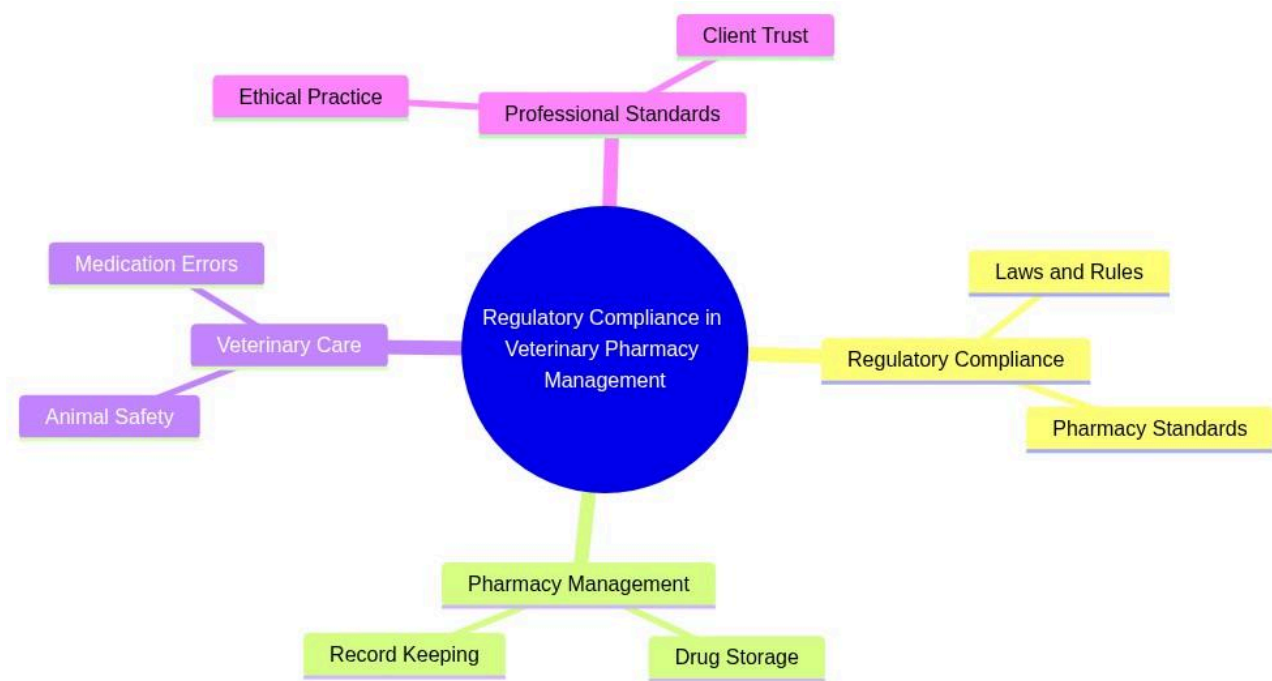 Client Trust
Ethical Practice
Professional Standards
Medication Errors
Laws and Rules
Regulatory Compliance in
Veterinary Pharmacy
Management
Veterinary Care
Regulatory Compliance
Animal Safety
Pharmacy Standards
Pharmacy Management
Record Keeping
Drug Storage